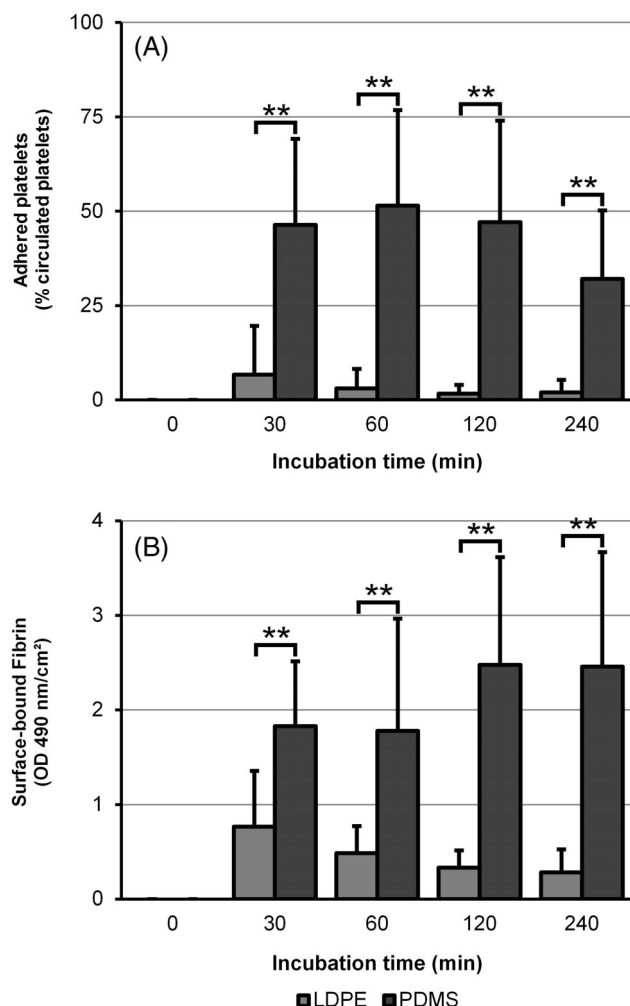 (A)
Adhered platelets
(% circulated platelets)
100
75
50
25
0
**
**
**
**
0 30 60 120 240
Incubation time (min)
(B)
Surface-bound Fibrin
(OD 490 nm/cm²)
4
3
2
1
0
**
**
**
**
0 30 60 120 240
Incubation time (min)
LDPE PDMS